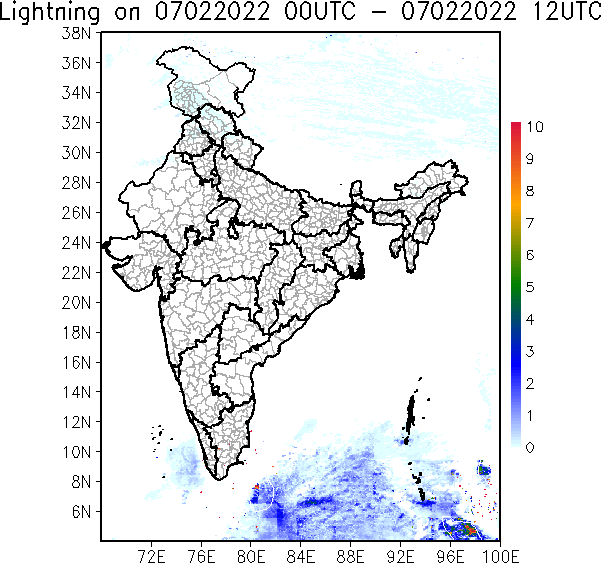 Lightning on 07022022 00UTC – 07022022 12UTC
38N
36N
34N
32N
30N
28N
26N
24N
22N
20N
18N
16N
14N
12N
10N
8N
6N
72E 76E 80E 84E 88E 92E 96E 100E
10
9
8
7
6
5
4
3
2
1
0